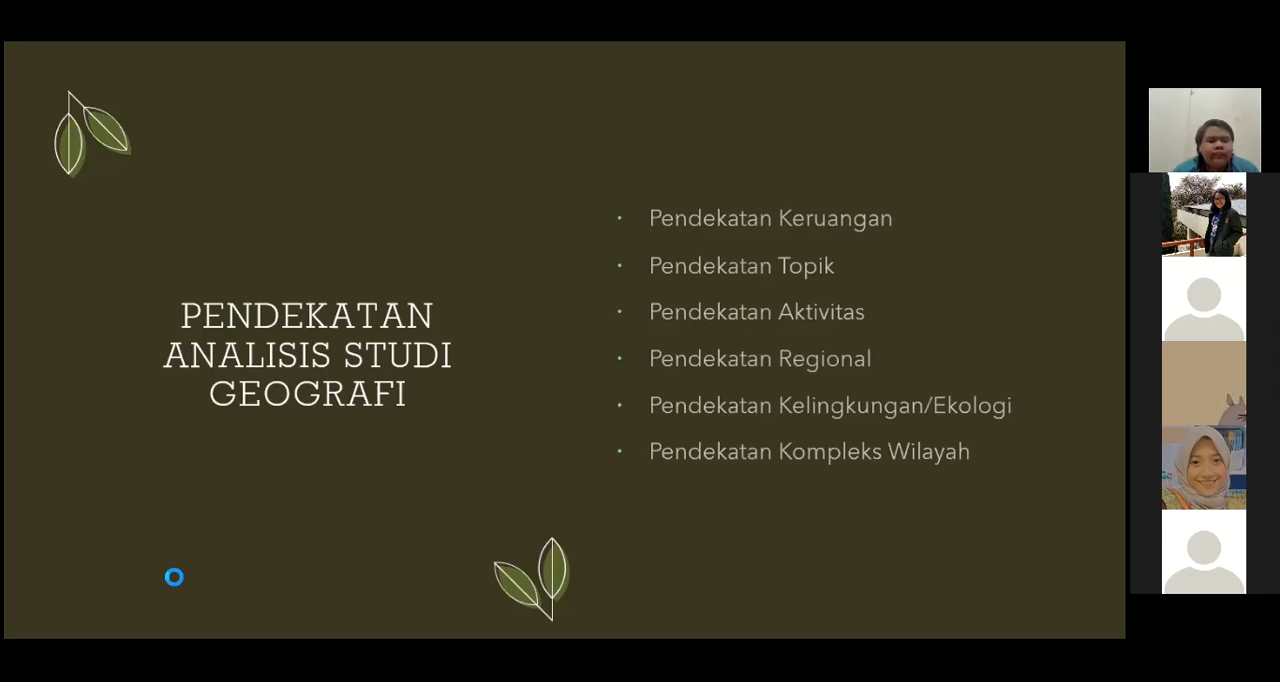 PENDEKATAN
ANALISIS STUDI
GEOGRAFI
• Pendekatan Keruangan
• Pendekatan Topik
• Pendekatan Aktivitas
• Pendekatan Regional
• Pendekatan Kelingkungan/Ekologi
• Pendekatan Kompleks Wilayah